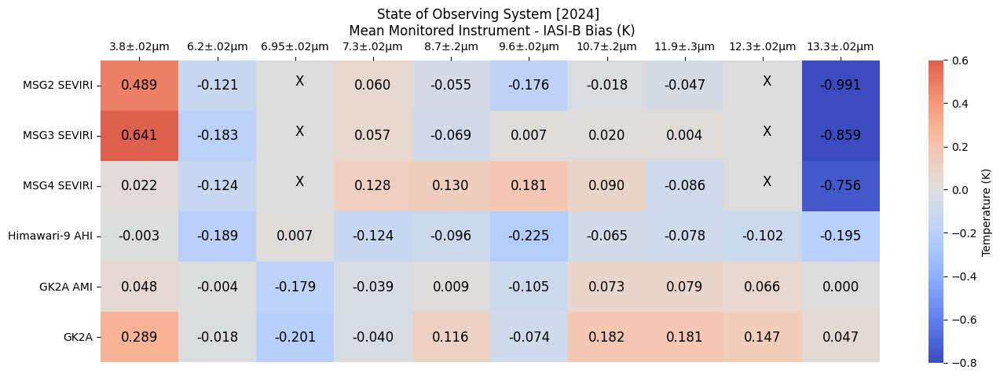 State of Observing System [2024]
Mean Monitored Instrument - IASI-B Bias (K)
3.8±.02μm 6.2±.02μm 6.95±.02μm 7.3±.02μm 8.7±.2μm 9.6±.02μm 10.7±.2μm 11.9±.3μm 12.3±.02μm 13.3±.02μm
MSG2 SEVIRI 0.489 -0.121 X 0.060 -0.055 -0.176 -0.018 -0.047 X -0.991
MSG3 SEVIRI 0.641 -0.183 X 0.057 -0.069 0.007 0.020 0.004 X -0.859
MSG4 SEVIRI 0.022 -0.124 X 0.128 0.130 0.181 0.090 -0.086 X -0.756
Himawari-9 AHI -0.003 -0.189 0.007 -0.124 -0.096 -0.225 -0.065 -0.078 -0.102 -0.195
GK2A AMI 0.048 -0.004 -0.179 -0.039 0.009 -0.105 0.073 0.079 0.066 0.000
GK2A 0.289 -0.018 -0.201 -0.040 0.116 -0.074 0.182 0.181 0.147 0.047
0.6
0.4
0.2
0.0
−0.2
−0.4
−0.6
−0.8
Temperature (K)